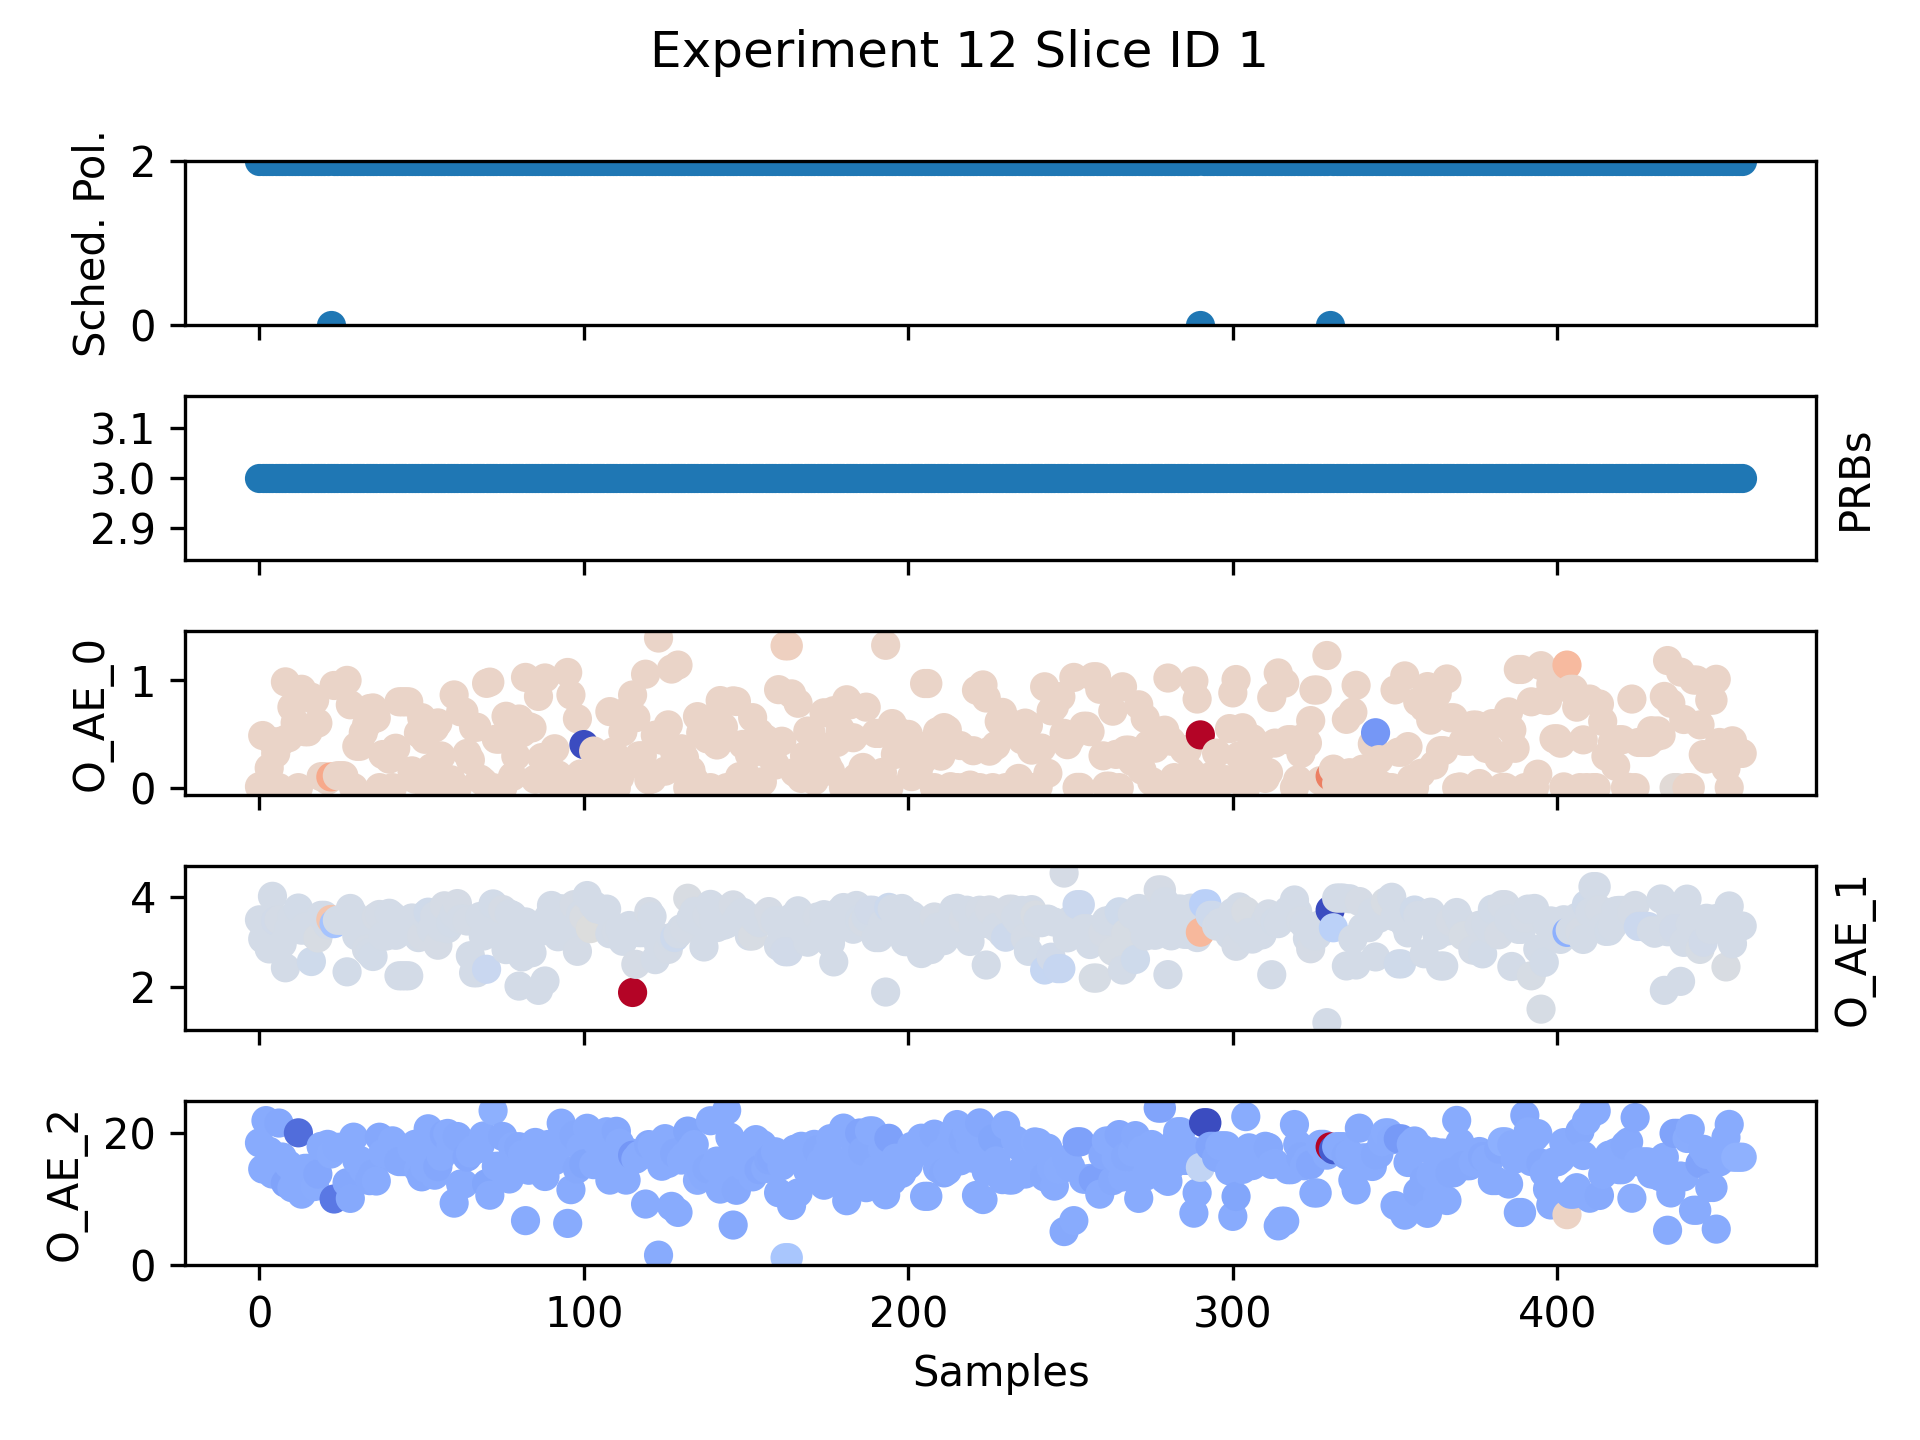 Experiment 12 Slice ID 1
Sched. Pol.
2
0
3.1
3.0
2.9
PRBs
O_AE_0
1
0
4
2
O_AE_1
O_AE_2
20
0
0 100 200 300 400
Samples